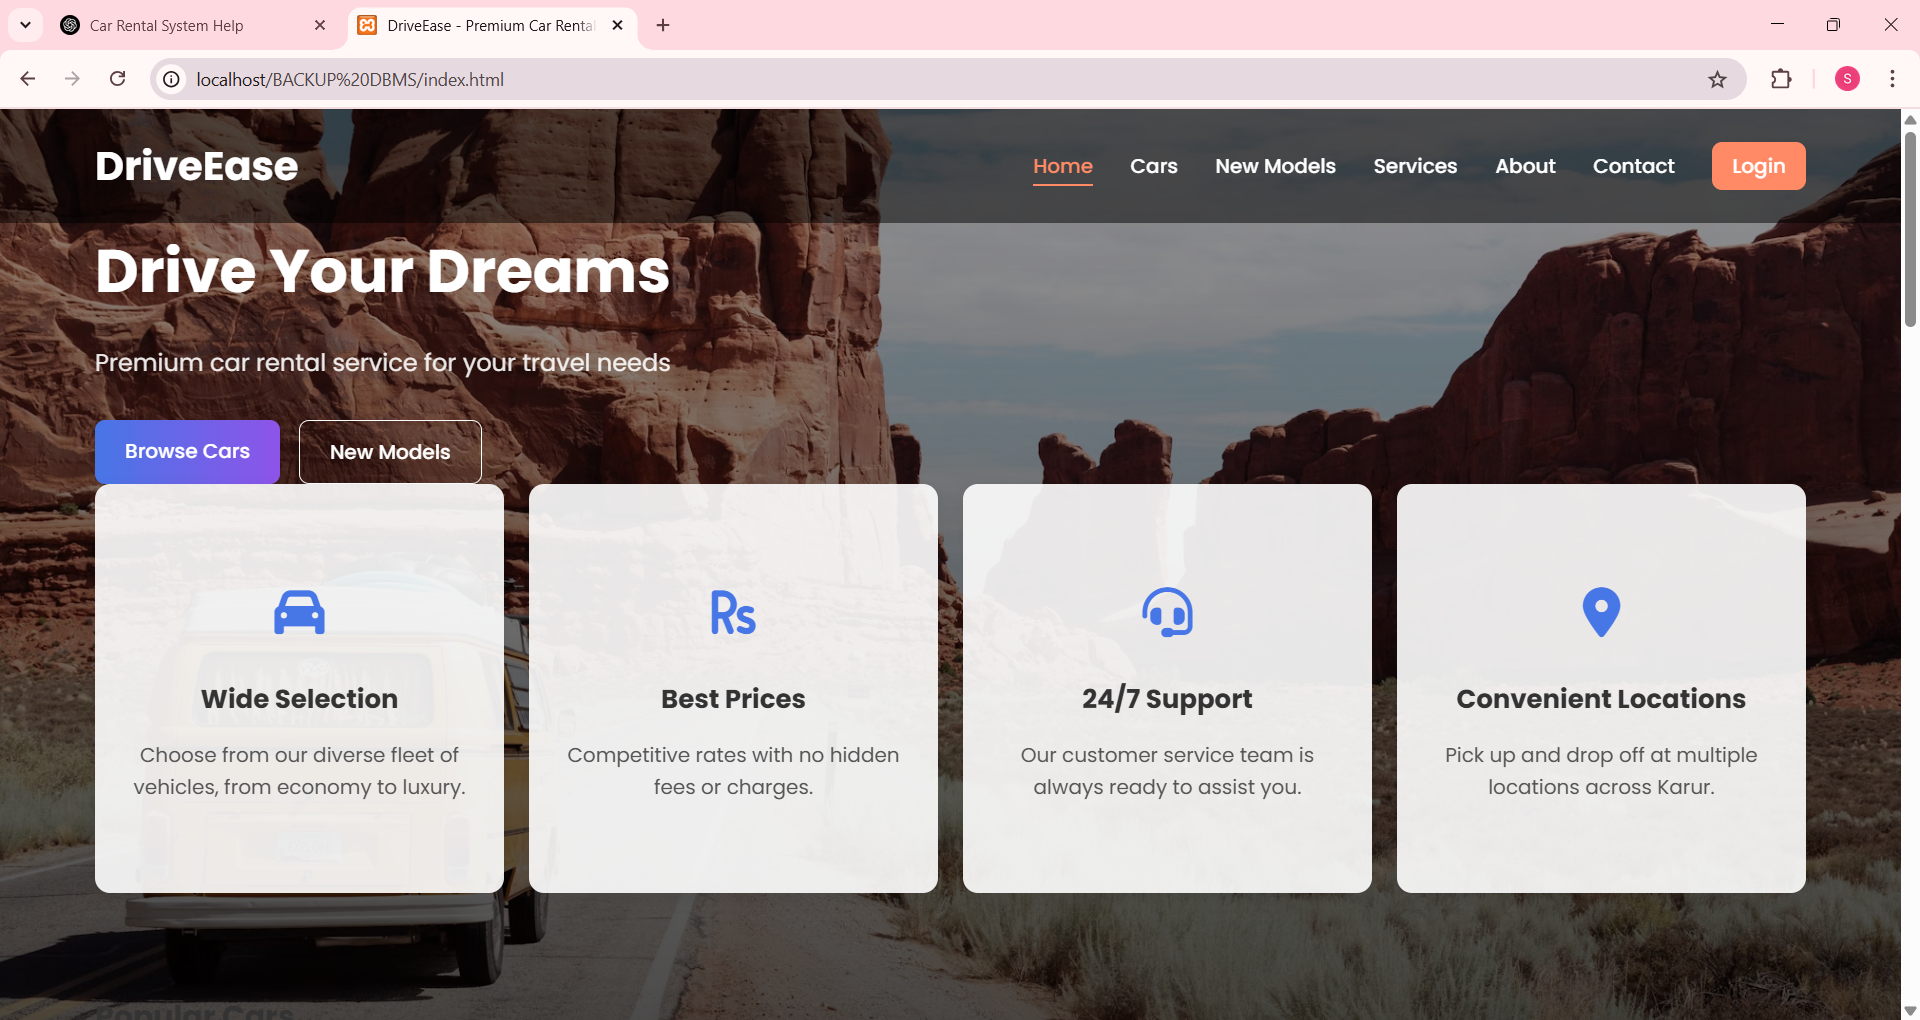 Car Rental System Help
DriveEase - Premium Car Renta
localhost/BACKUP%20DBMS/index.html
S
DriveEase
Home Cars New Models Services About Contact Login
Drive Your Dreams
Premium car rental service for your travel needs
Browse Cars New Models
Rs
Wide Selection
Choose from our diverse fleet of
vehicles, from economy to luxury.
Best Prices
Competitive rates with no hidden
fees or charges.
24/7 Support
Our customer service team is
always ready to assist you.
Convenient Locations
Pick up and drop off at multiple
locations across Karur.
Popular Cars